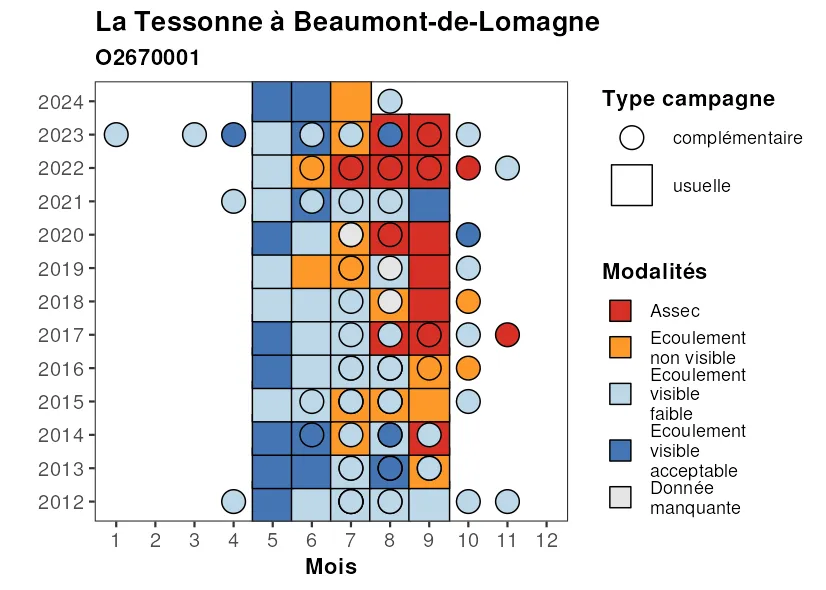 La Tessonne à Beaumont-de-Lomagne
O2670001
2024
2023
2022
2021
2020
2019
2018
2017
2016
2015
2014
2013
2012
1 2 3 4 5 6 7 8 9 10 11 12
Mois
Type campagne
complémentaire
usuelle
Modalités
Assec
Ecoulement
non visible
Ecoulement
visible
faible
Ecoulement
visible
acceptable
Donnée
manquante